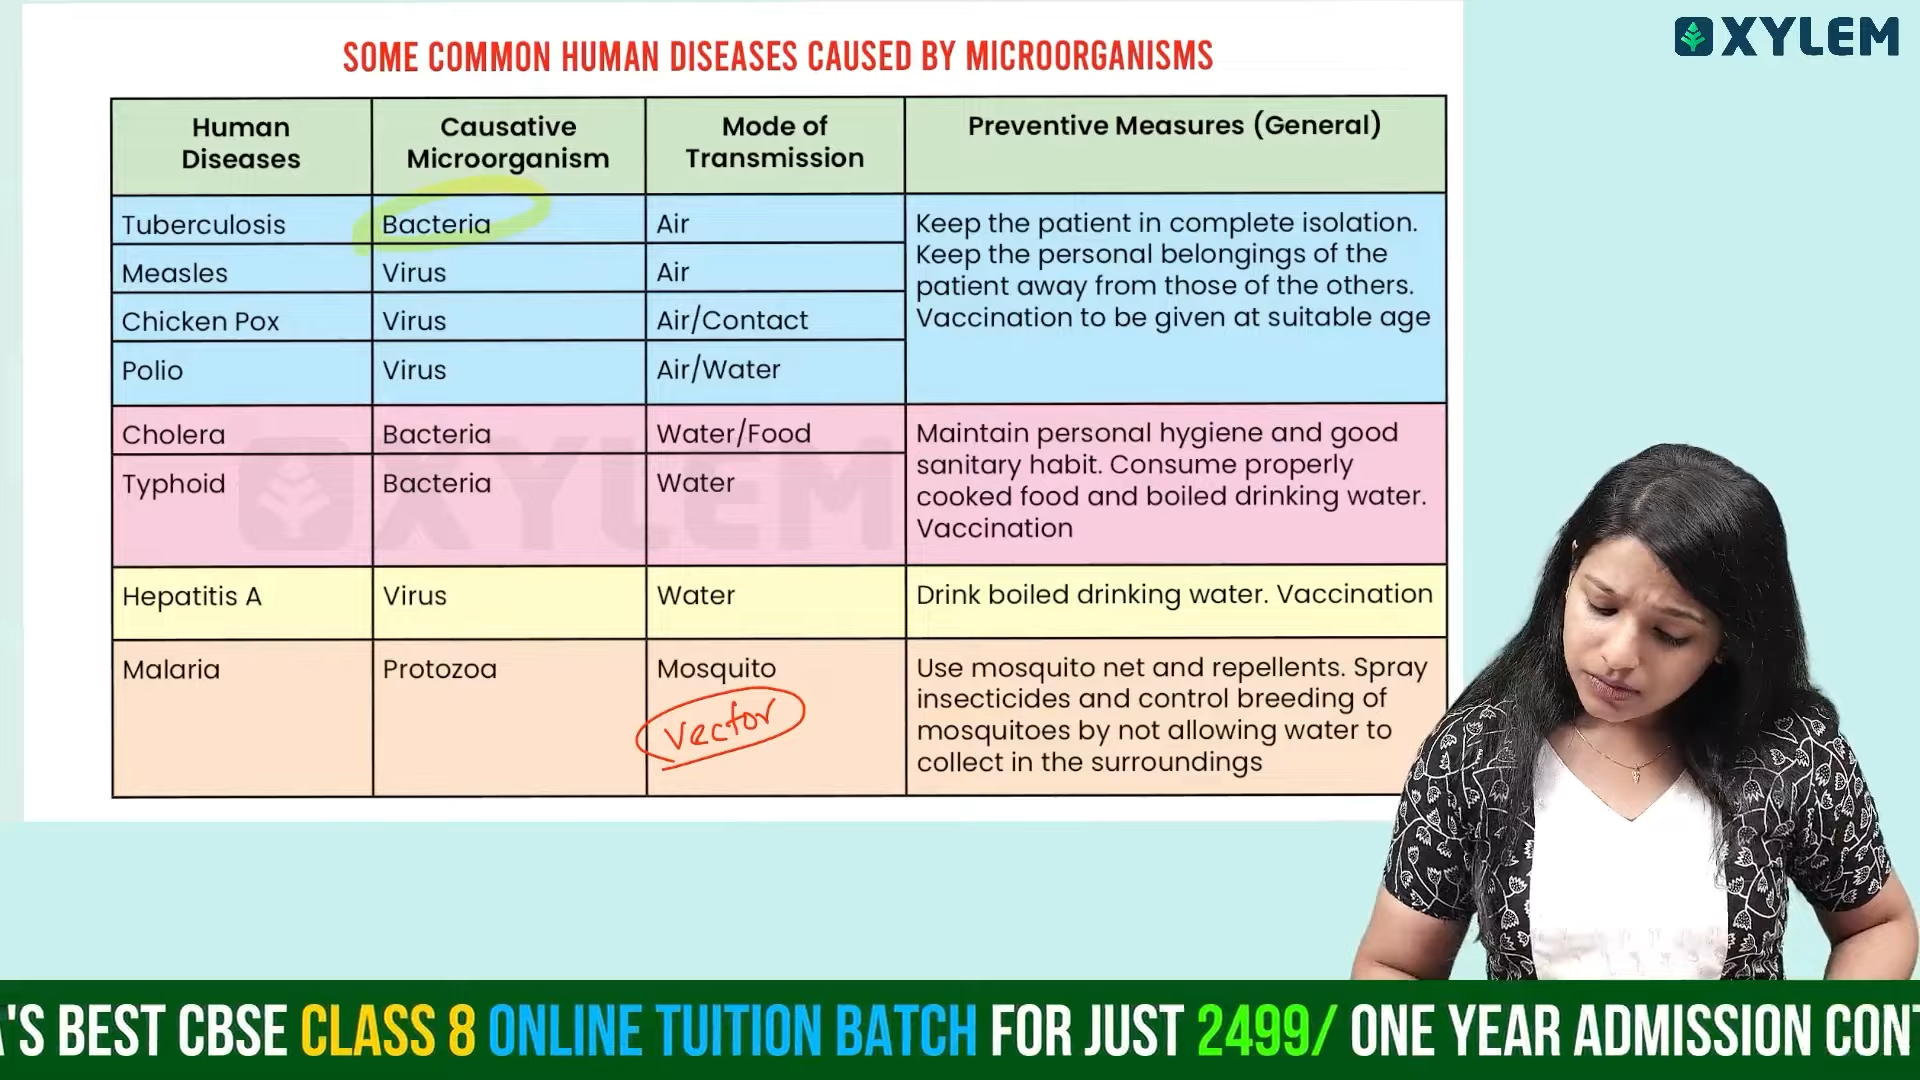 XYLEM
SOME COMMON HUMAN DISEASES CAUSED BY MICROORGANISMS
Human Diseases
Causative Microorganism
Mode of Transmission
Preventive Measures (General)
Tuberculosis
Bacteria
Air
Keep the patient in complete isolation.
Keep the personal belongings of the
patient away from those of the others.
Vaccination to be given at suitable age
Measles
Virus
Air
Chicken Pox
Virus
Air/Contact
Polio
Virus
Air/Water
Cholera
Bacteria
Water/Food
Maintain personal hygiene and good
sanitary habit. Consume properly
cooked food and boiled drinking water.
Vaccination
Typhoid
Bacteria
Water
XYLEM
Hepatitis A
Virus
Water
Drink boiled drinking water. Vaccination
Malaria
Protozoa
Mosquito
vector
Use mosquito net and repellents. Spray
insecticides and control breeding of
mosquitoes by not allowing water to
collect in the surroundings
A'S BEST CBSE CLASS 8 ONLINE TUITION BATCH FOR JUST 2499/ ONE YEAR ADMISSION CONT